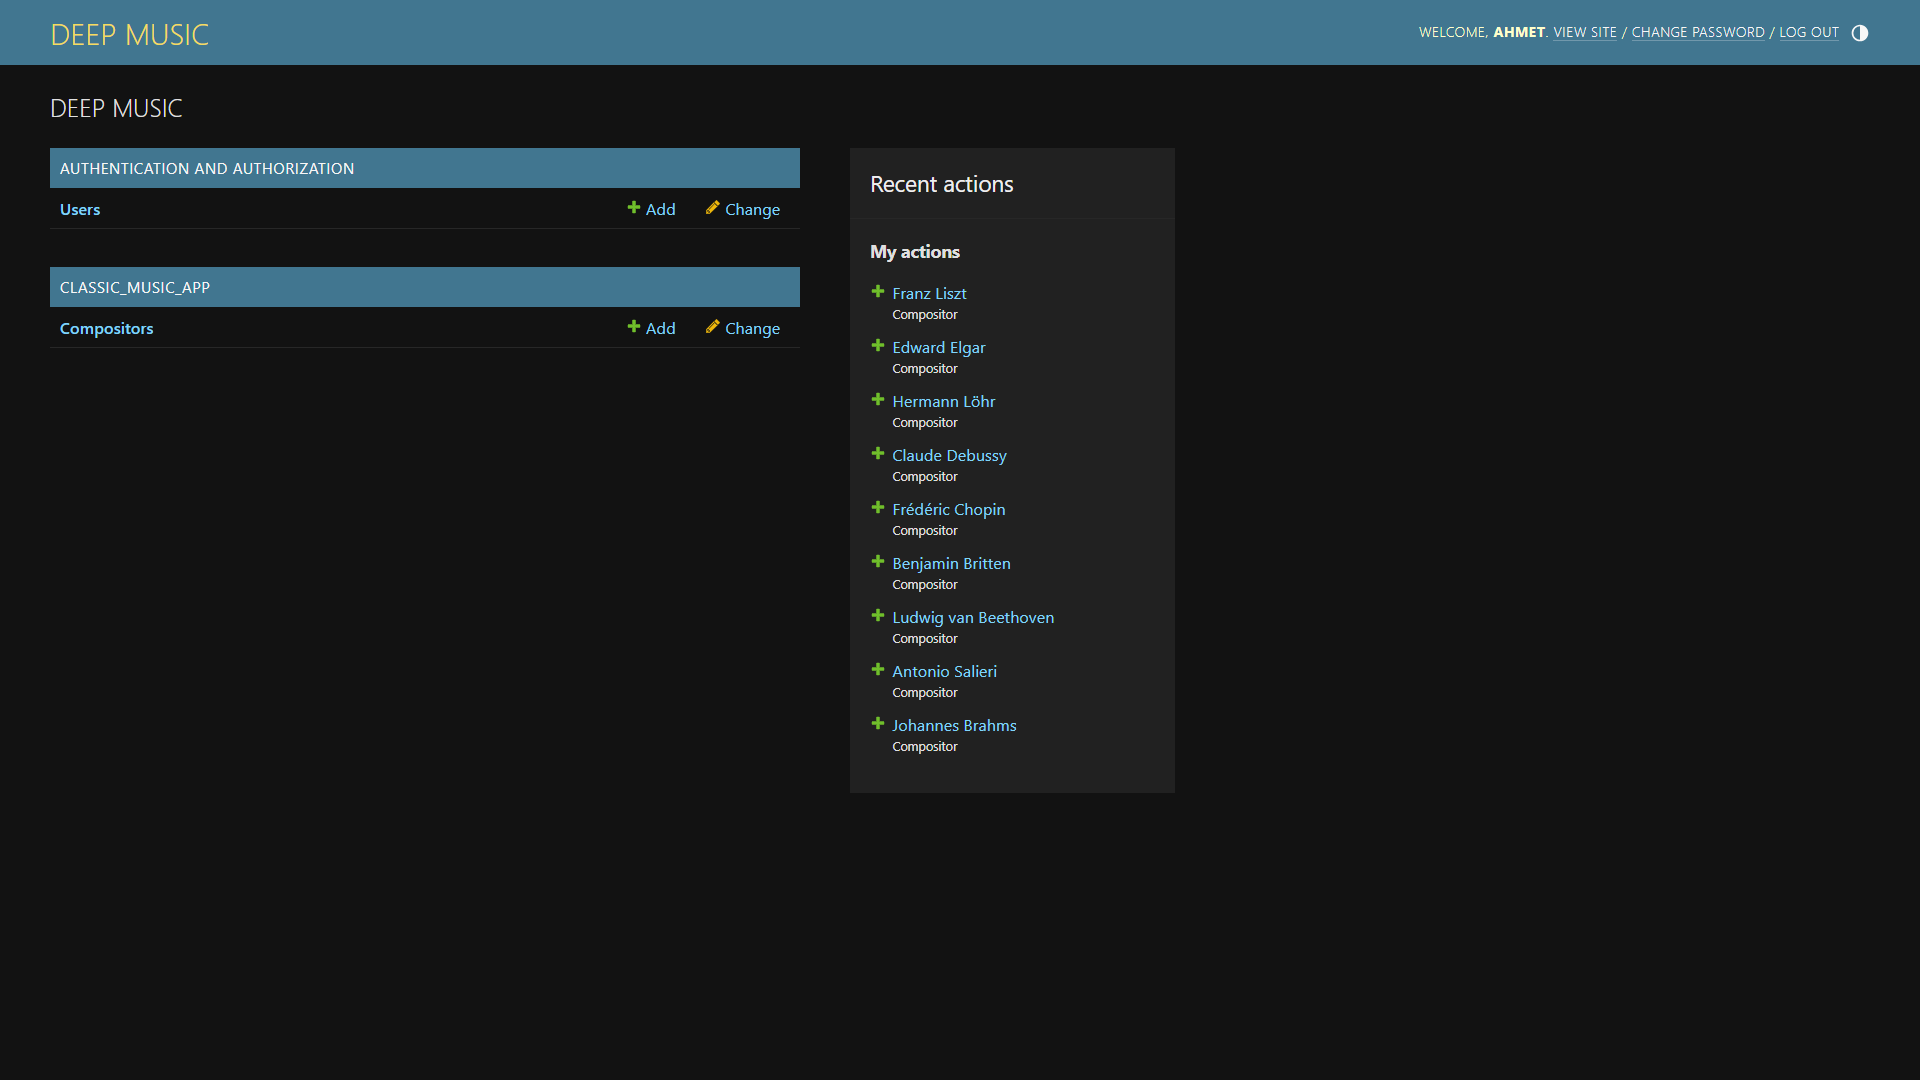 DEEP MUSIC
WELCOME, AHMET. VIEW SITE / CHANGE PASSWORD / LOG OUT
DEEP MUSIC
AUTHENTICATION AND AUTHORIZATION
Users Add Change
CLASSIC_MUSIC_APP
Compositors Add Change
Recent actions
My actions
Franz Liszt
Compositor
Edward Elgar
Compositor
Hermann Löhr
Compositor
Claude Debussy
Compositor
Frédéric Chopin
Compositor
Benjamin Britten
Compositor
Ludwig van Beethoven
Compositor
Antonio Salieri
Compositor
Johannes Brahms
Compositor